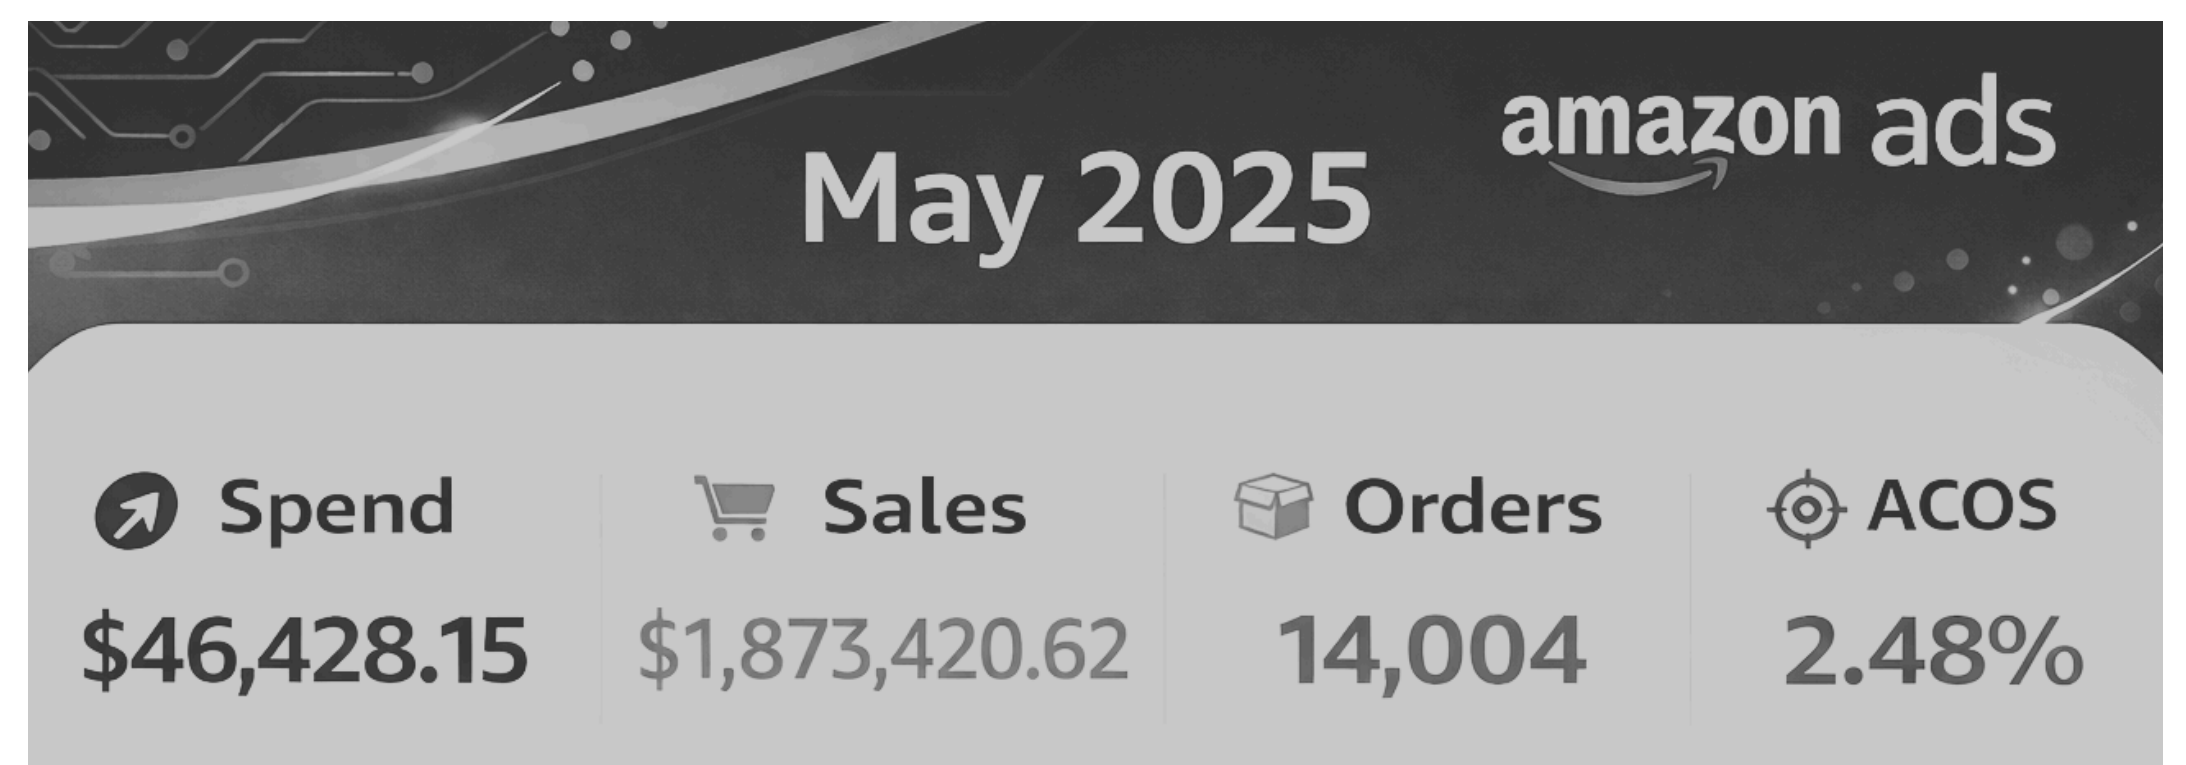 amazon ads
May 2025
Spend Sales Orders ACOS
$46,428.15 $1,873,420.62 14,004 2.48%